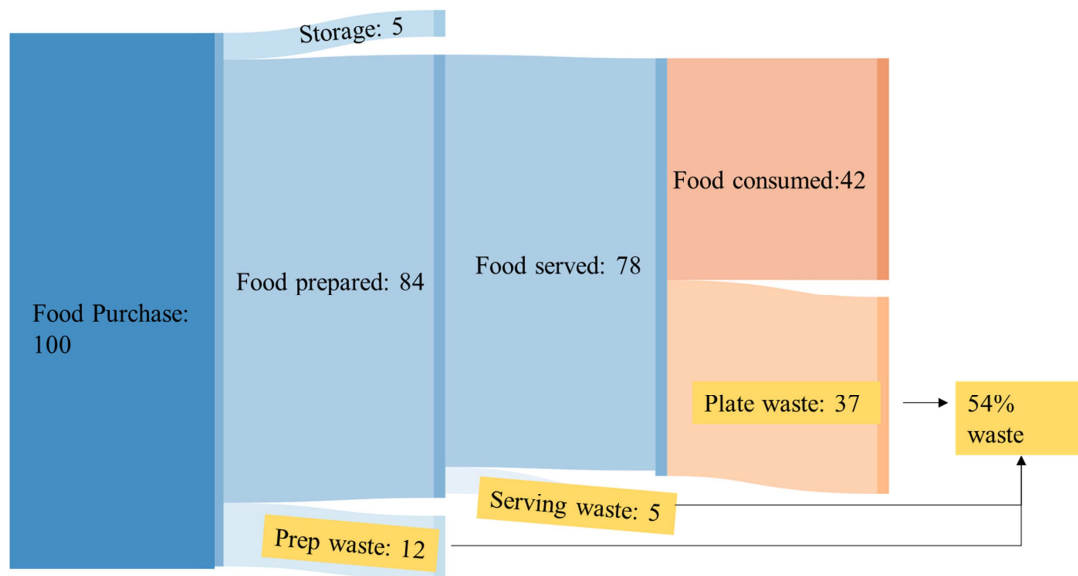 Storage: 5
Food Purchase:
100
Food prepared: 84
Food served: 78
Food consumed:42
Plate waste: 37
Serving waste: 5
Prep waste: 12
54%
waste